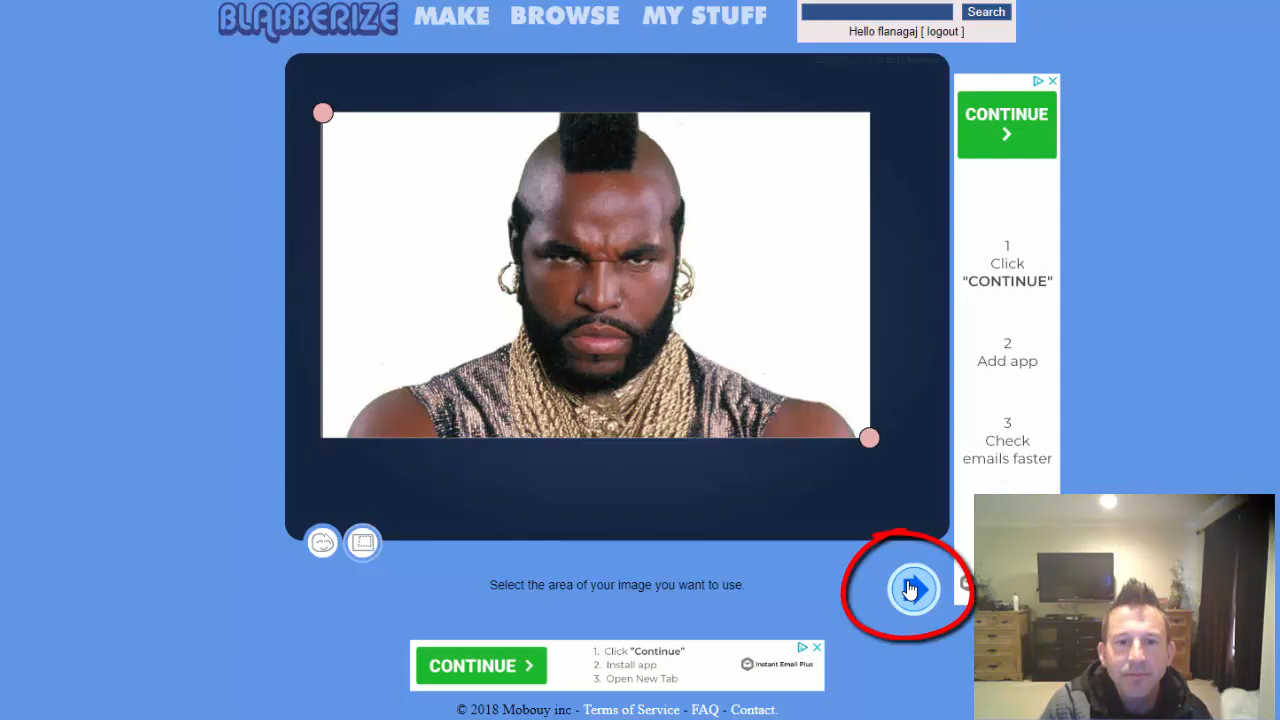 BLABBERIZE MAKE BROWSE MY STUFF
Search
Hello flanagaj [ logout ]
CONTINUE
1
Click
"CONTINUE"
2
Add app
3
Check
emails faster
Select the area of your image you want to use.
CONTINUE
1. Click "Continue"
2. Install app
3. Open New Tab
Instant Email Plus
© 2018 Mobouy inc - Terms of Service - FAQ - Contact.